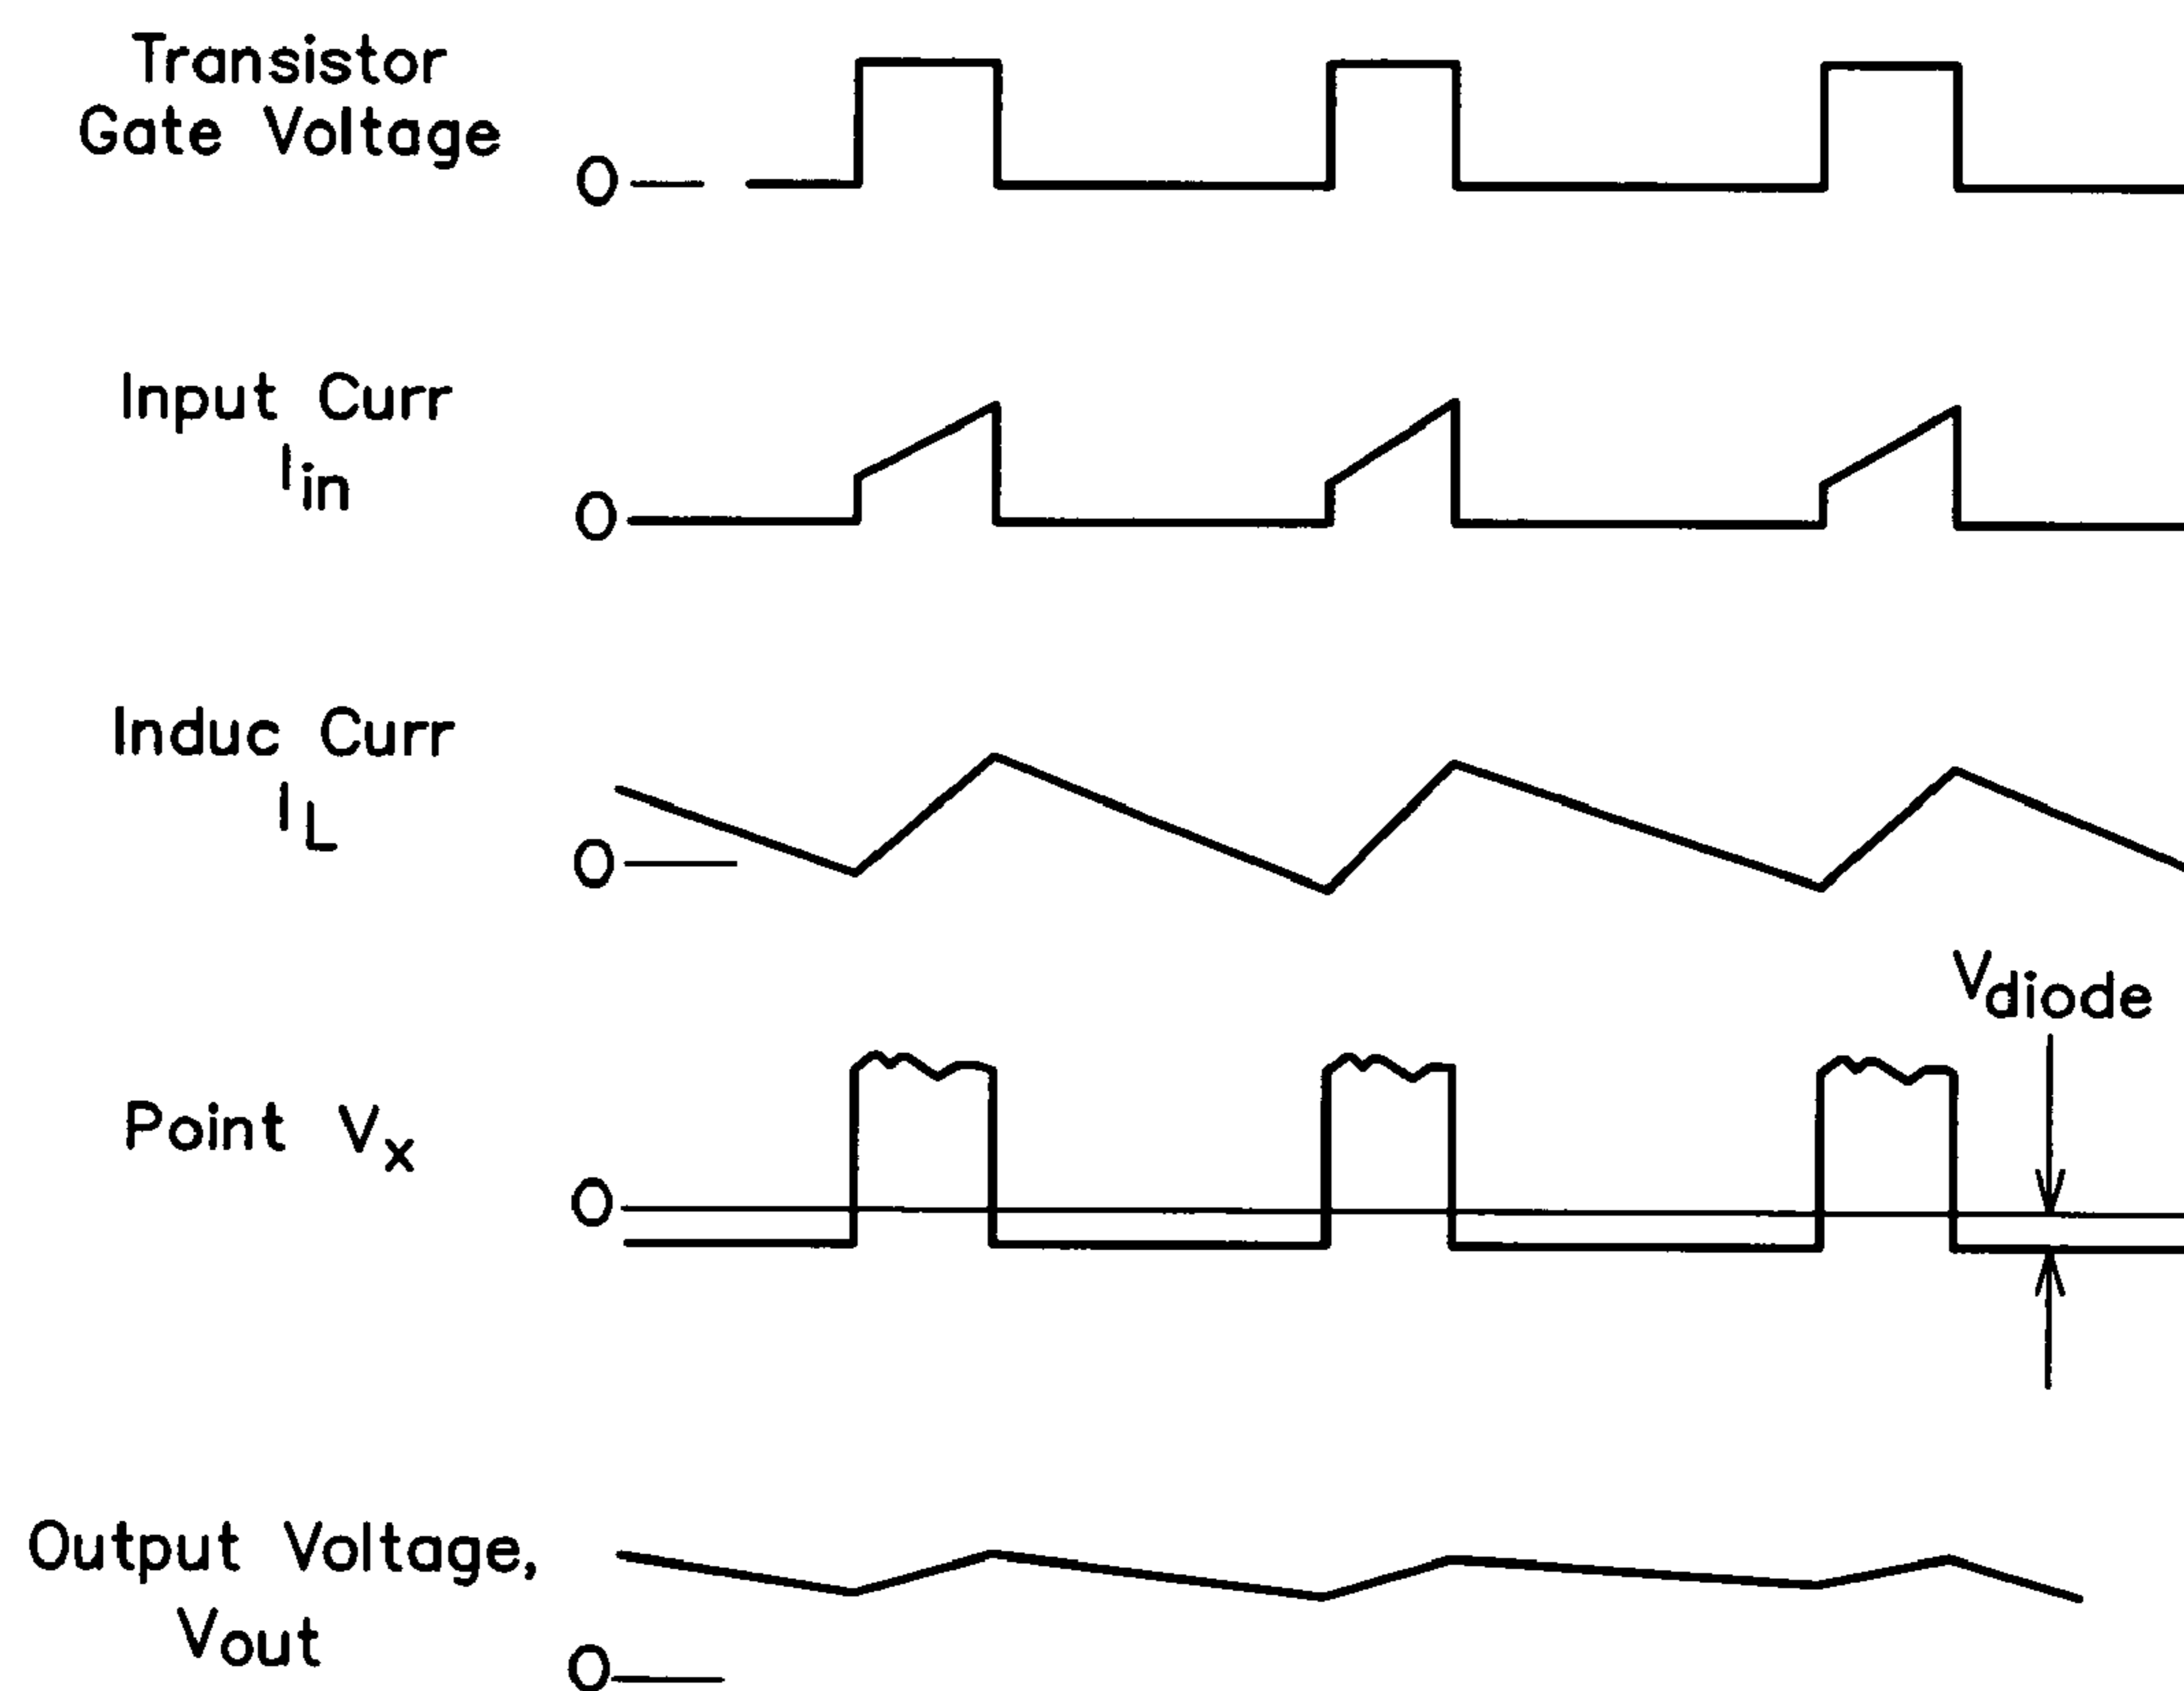 Transistor
Gate Voltage
0
Input Curr
Iin
0
Induc Curr
IL
0
Vdiode
Point Vx
0
Output Voltage,
Vout
0